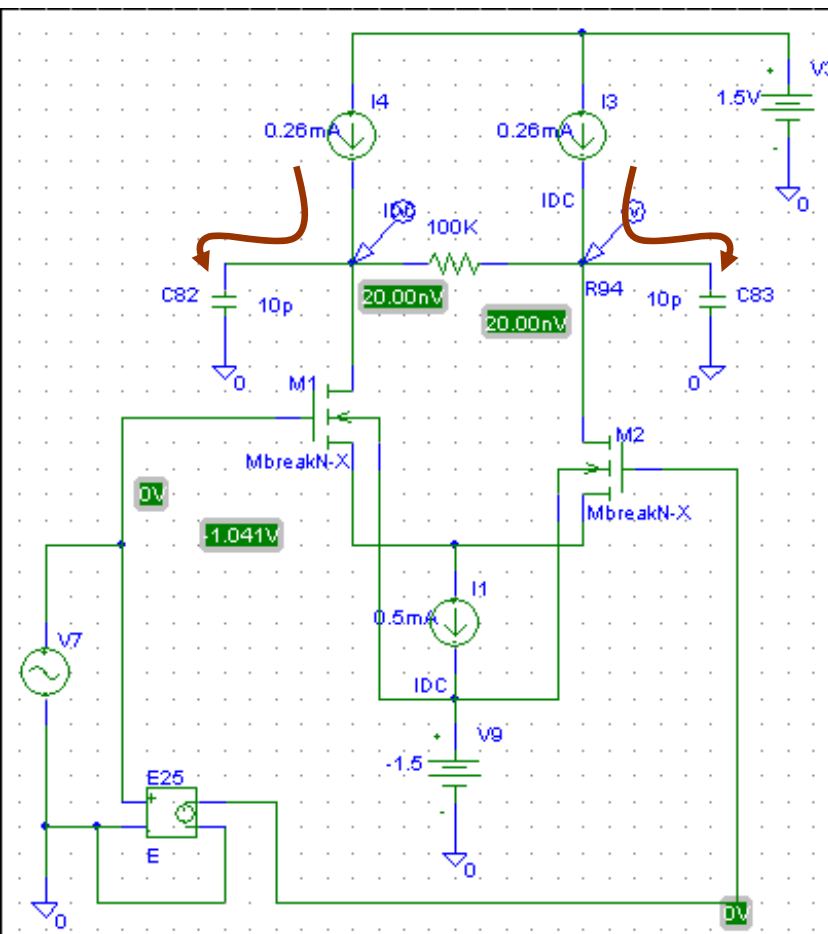 V3
I4
I3
1.5V
0.26mA
0.26mA
0
IDC
100K
C82
10p
20.00nV
20.00nV
R94
10p
C83
0
0
M1
M2
MbreakN-X
0V
MbreakN-X
-1.041V
I1
0.5mA
V7
IDC
V9
-1.5
E25
E
0
0
0V